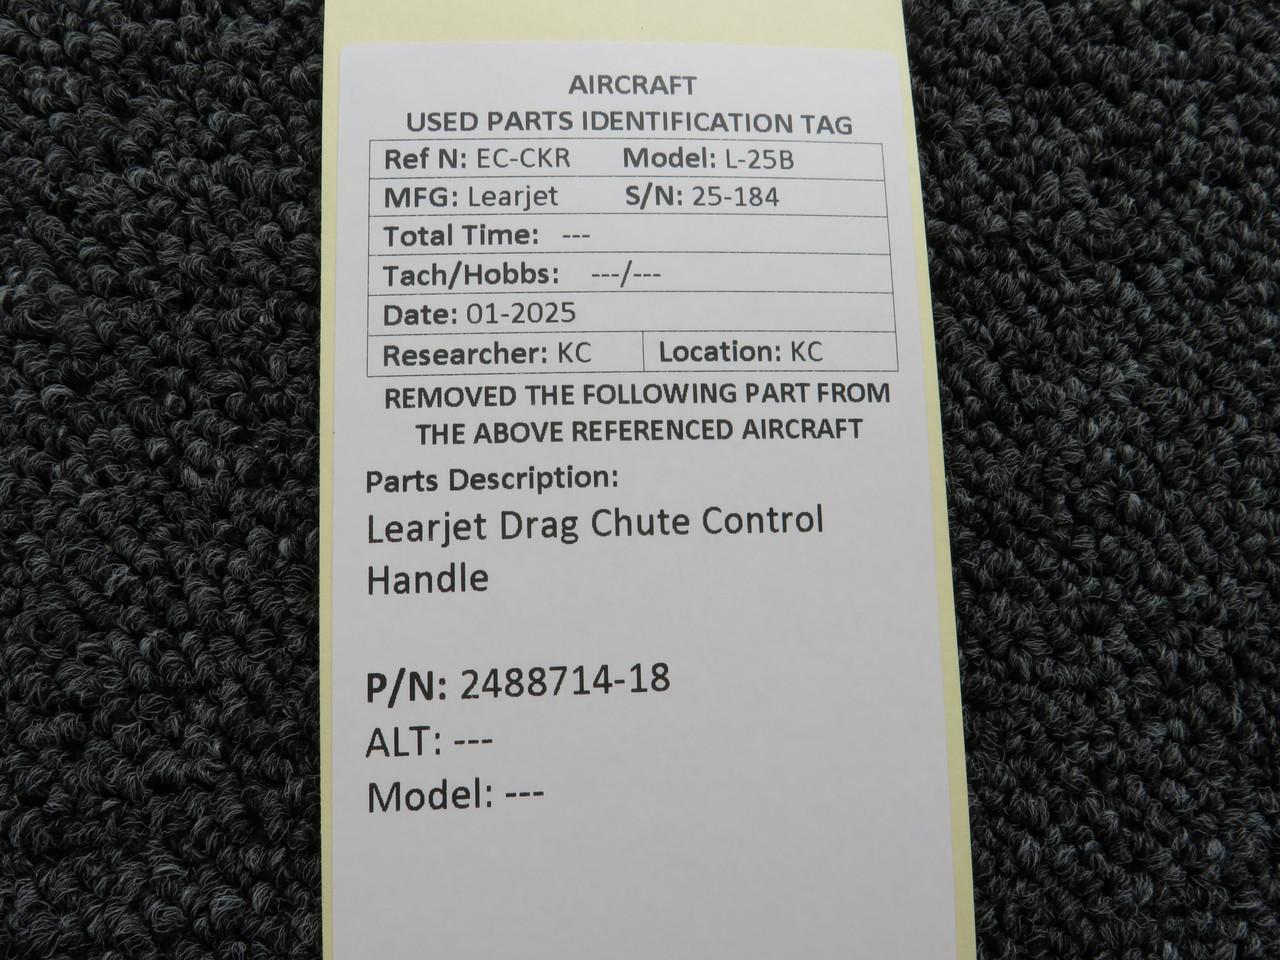 AIRCRAFT
USED PARTS IDENTIFICATION TAG
Ref N: EC-CKR Model: L-25B
MFG: Learjet S/N: 25-184
Total Time: ---
Tach/Hobbs: ---/---
Date: 01-2025
Researcher: KC Location: KC
REMOVED THE FOLLOWING PART FROM
THE ABOVE REFERENCED AIRCRAFT
Parts Description:
Learjet Drag Chute Control
Handle
P/N: 2488714-18
ALT: ---
Model: ---